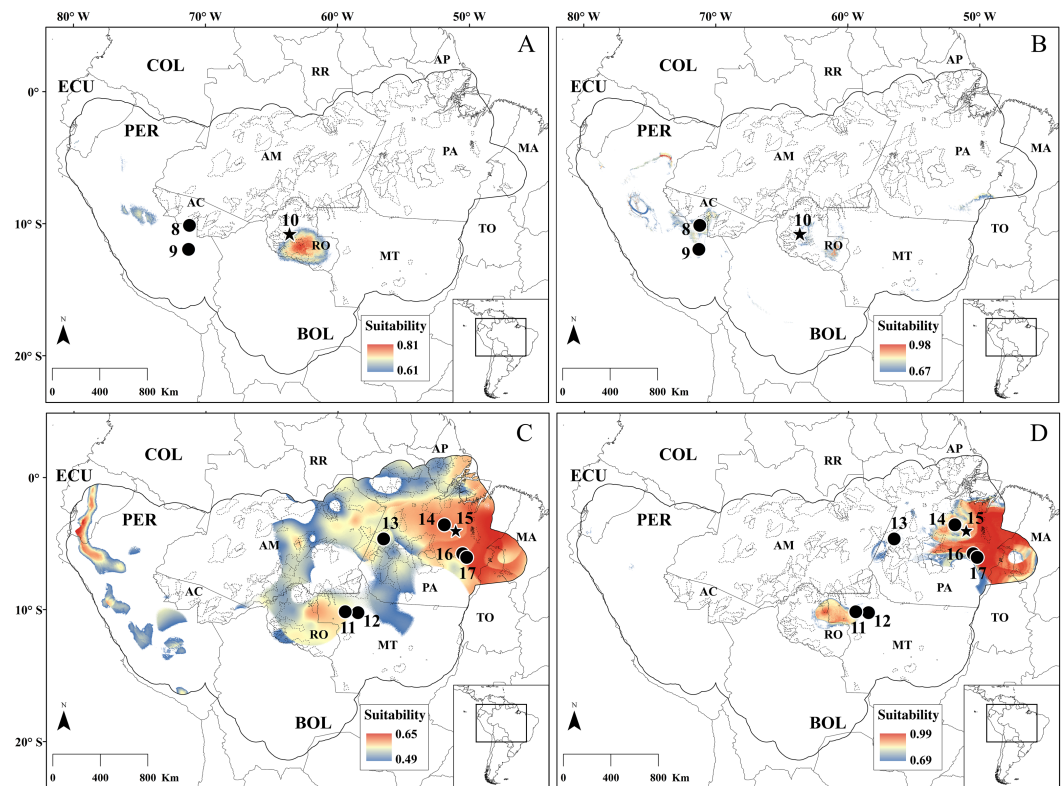 80° W 70° W 60° W 50° W
80° W 70° W 60° W 50° W
A
COL
RR
AP
ECU
0°
PER
AM
PA
MA
AC
8
10° S
10
9
RO
TO
MT
BOL
Suitability
0.81
0.61
N
20° S
0 400 800 Km
B
COL
RR
AP
ECU
PER
AM
PA
MA
AC
8
10
9
RO
TO
MT
BOL
Suitability
0.98
0.67
N
0 400 800 Km
C
COL
RR
AP
ECU
0°
PER
13
14
15
MA
AM
16
17
PA
AC
10° S
11
12
RO
TO
MT
BOL
Suitability
0.65
0.49
N
20° S
0 400 800 Km
D
COL
RR
AP
ECU
PER
13
14
15
MA
AM
16
17
PA
AC
11
12
RO
TO
MT
BOL
Suitability
0.99
0.69
N
0 400 800 Km